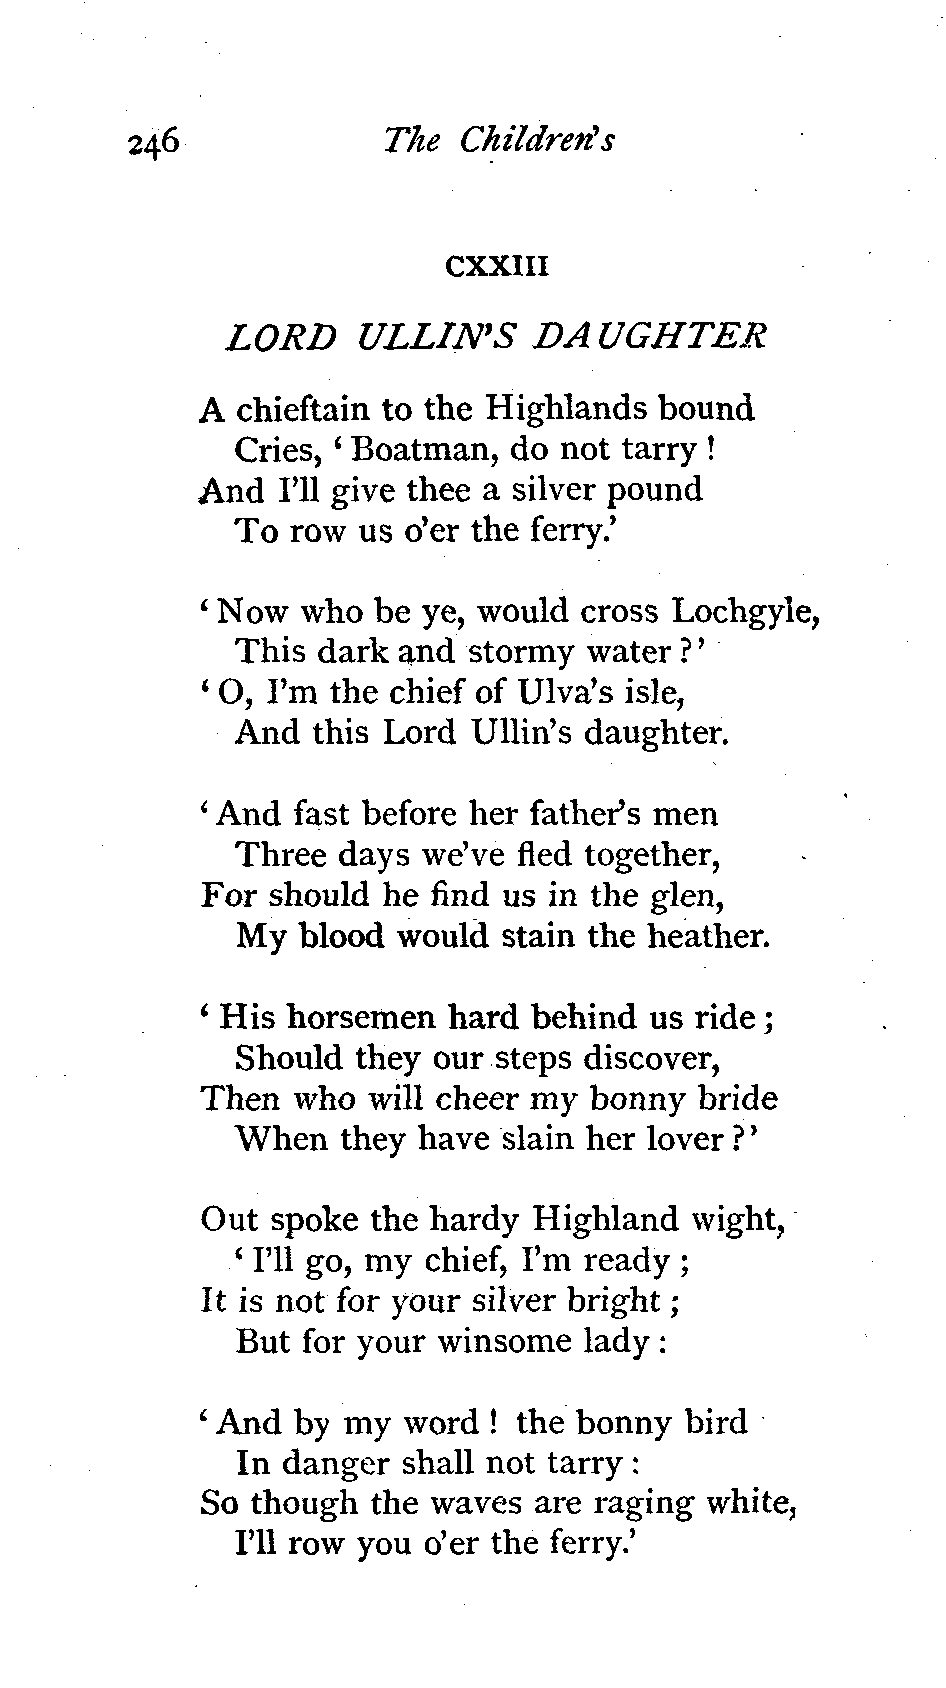 246 The Children's
CXXIII
LORD ULLIN'S DAUGHTER
A chieftain to the Highlands bound
Cries, ‘ Boatman, do not tarry !
And I’ll give thee a silver pound
To row us o’er the ferry.’
‘ Now who be ye, would cross Lochgyle,
This dark and stormy water ?’
‘ O, I’m the chief of Ulva’s isle,
And this Lord Ullin’s daughter.
‘ And fast before her father’s men
Three days we’ve fled together,
For should he find us in the glen,
My blood would stain the heather.
‘ His horsemen hard behind us ride ;
Should they our steps discover,
Then who will cheer my bonny bride
When they have slain her lover ?’
Out spoke the hardy Highland wight,
‘ I’ll go, my chief, I’m ready ;
It is not for your silver bright ;
But for your winsome lady :
‘ And by my word ! the bonny bird
In danger shall not tarry :
So though the waves are raging white,
I’ll row you o’er the ferry.’